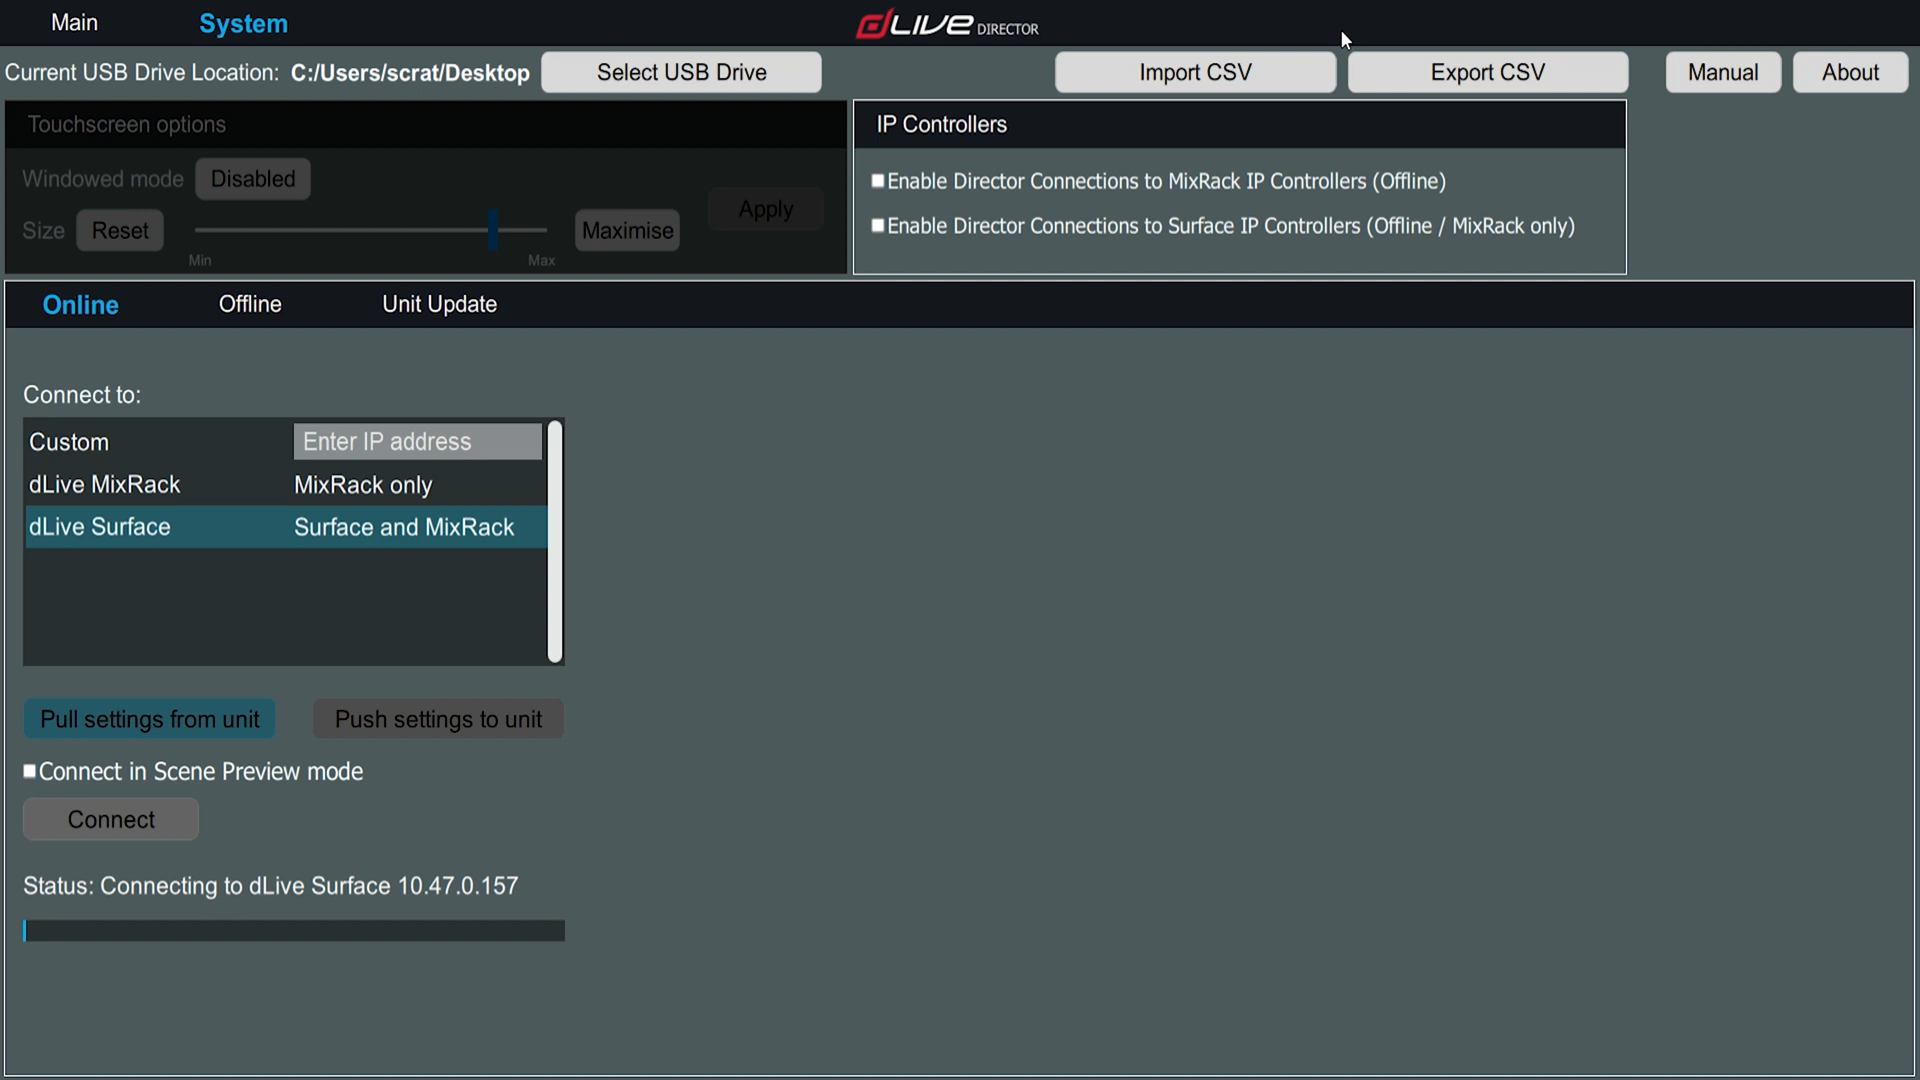 Main System dLIVE DIRECTOR
Current USB Drive Location: C:/Users/scrat/Desktop Select USB Drive Import CSV Export CSV Manual About
Touchscreen options
Windowed mode Disabled
Size Reset Maximise Apply
Min Max
IP Controllers
Enable Director Connections to MixRack IP Controllers (Offline)
Enable Director Connections to Surface IP Controllers (Offline / MixRack only)
Online Offline Unit Update
Connect to:
Custom Enter IP address
dLive MixRack MixRack only
dLive Surface Surface and MixRack
Pull settings from unit Push settings to unit
Connect in Scene Preview mode
Connect
Status: Connecting to dLive Surface 10.47.0.157